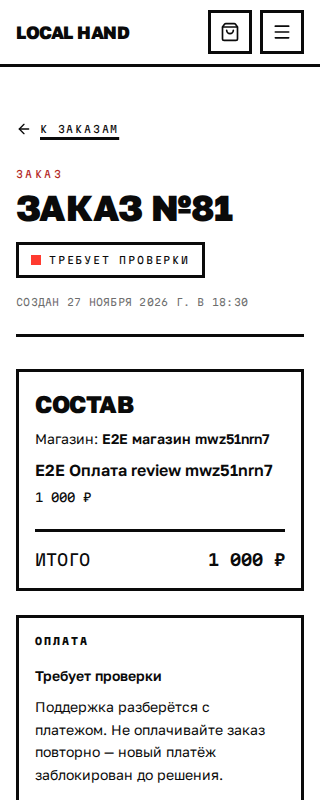 LOCAL HAND
К ЗАКАЗАМ
ЗАКАЗ
ЗАКАЗ №81
ТРЕБУЕТ ПРОВЕРКИ
СОЗДАН 27 НОЯБРЯ 2026 Г. В 18:30
СОСТАВ
Магазин: E2E магазин mwz51nrn7
E2E Оплата review mwz51nrn7
1 000 ₽
ИТОГО 1 000 ₽
ОПЛАТА
Требует проверки
Поддержка разберётся с
платежом. Не оплачивайте заказ
повторно — новый платёж
заблокирован до решения.